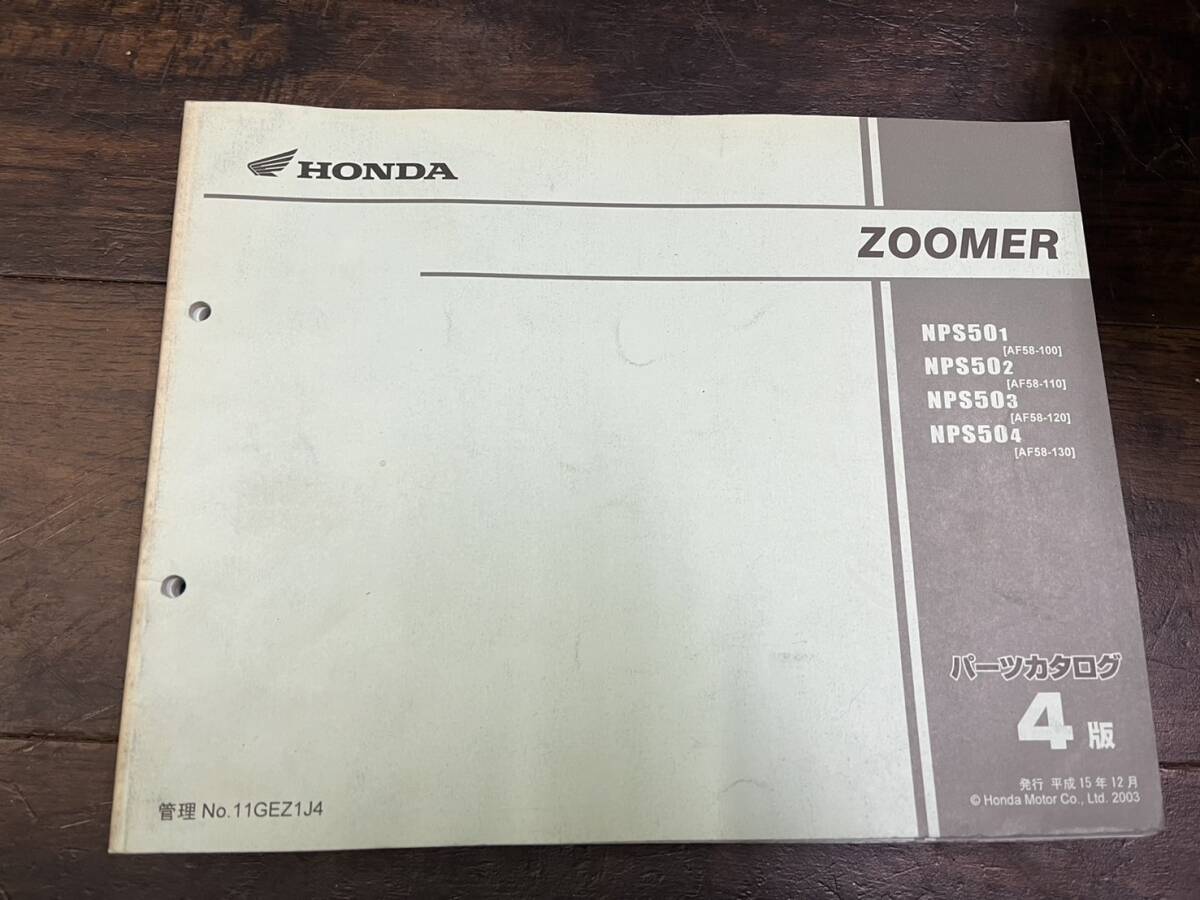 HONDA
ZOOMER
NPS501
[AF58-100]
NPS502
[AF58-110]
NPS503
[AF58-120]
NPS504
[AF58-130]
パーツカタログ
4版
発行 平成15年12月
© Honda Motor Co., Ltd. 2003
管理 No.11GEZ1J4